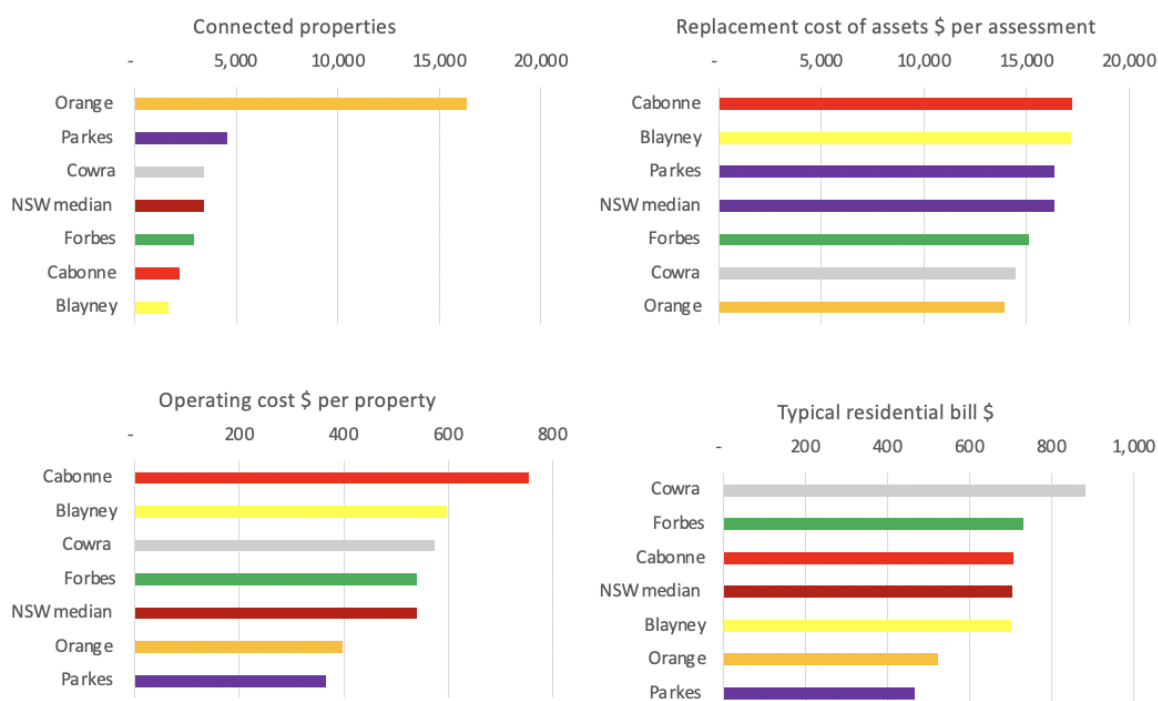 Connected properties
- 5,000 10,000 15,000 20,000
Orange
Parkes
Cowra
NSW median
Forbes
Cabonne
Blayney
Replacement cost of assets $ per assessment
- 5,000 10,000 15,000 20,000
Cabonne
Blayney
Parkes
NSW median
Forbes
Cowra
Orange
Operating cost $ per property
- 200 400 600 800
Cabonne
Blayney
Cowra
Forbes
NSW median
Orange
Parkes
Typical residential bill $
- 200 400 600 800 1,000
Cowra
Forbes
Cabonne
NSW median
Blayney
Orange
Parkes